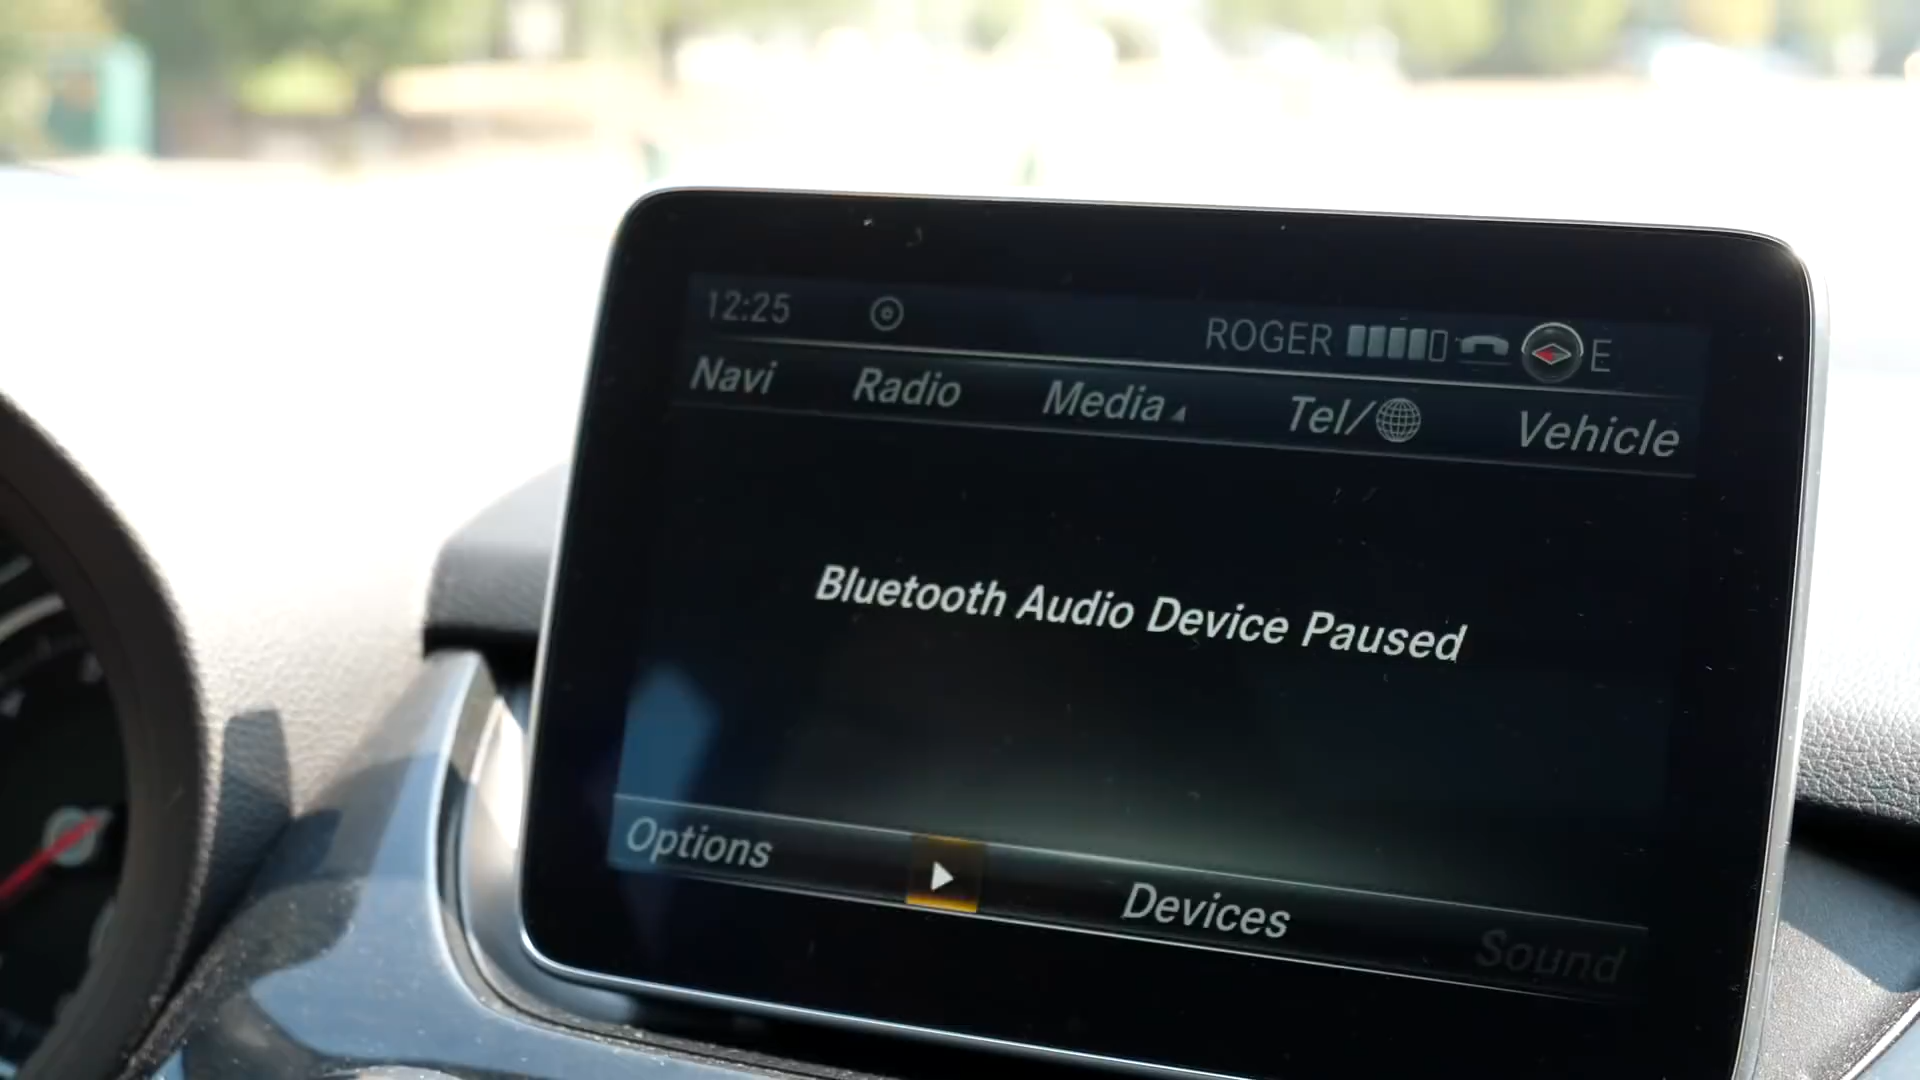 12:25 ROGER E
Navi Radio Media Tel/ Vehicle
Bluetooth Audio Device Paused
Options Devices Sound